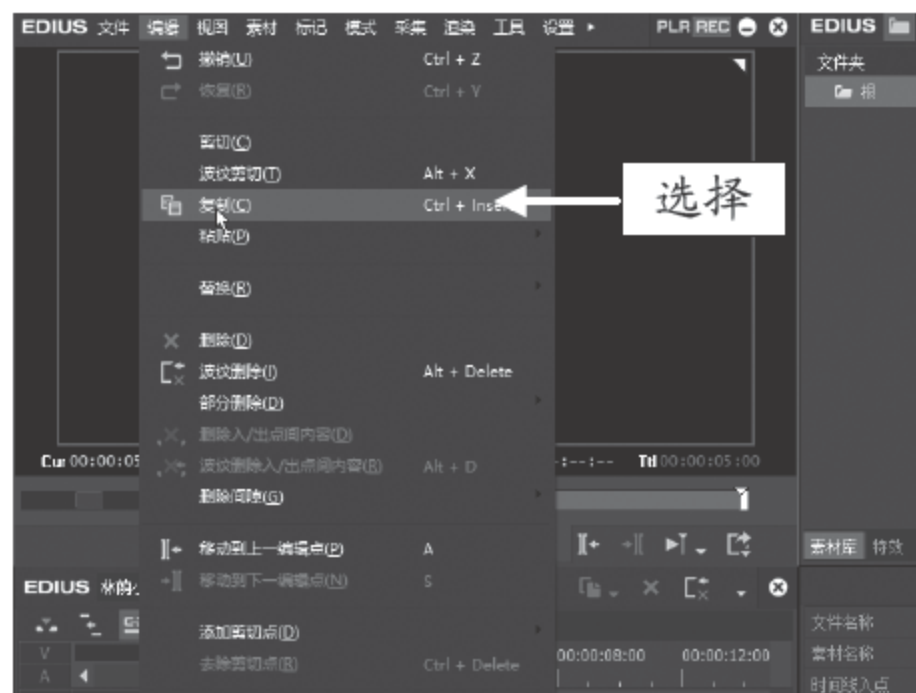 EDIUS 文件 编辑 视图 素材 标记 模式 采集 渲染 工具 设置 PLR REC
EDIUS
撤销(U) Ctrl + Z
恢复(R) Ctrl + Y
剪切(C)
波纹剪切(T) Alt + X
复制(C) Ctrl + Inse
粘贴(P)
替换(R)
删除(D)
波纹删除(I) Alt + Delete
部分删除(D)
删除入/出点间内容(D)
波纹删除入/出点间内容(R) Alt + D
删除间隙(G)
移动到上一编辑点(P) A
移动到下一编辑点(N) S
添加剪切点(D)
去除剪切点(R) Ctrl + Delete
选择
文件夹
根
Cur 00:00:05
Ttl 00:00:05:00
素材库 特效
EDIUS
V
A
00:00:08:00 00:00:12:00
文件名称
素材名称
时间线入点